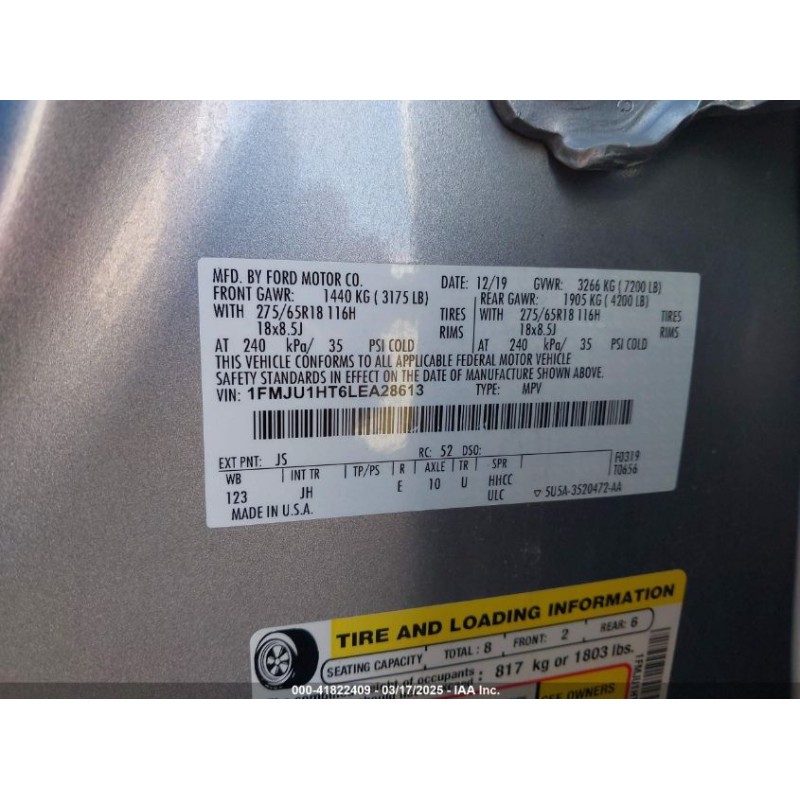 MFD. BY FORD MOTOR CO. DATE: 12/19 GVWR: 3266 KG ( 7200 LB)
FRONT GAWR: 1440 KG ( 3175 LB) REAR GAWR: 1905 KG ( 4200 LB)
WITH 275/65R18 116H TIRES WITH 275/65R18 116H TIRES
18x8.5J RIMS 18x8.5J RIMS
AT 240 kPa/ 35 PSI COLD AT 240 kPa/ 35 PSI COLD
THIS VEHICLE CONFORMS TO ALL APPLICABLE FEDERAL MOTOR VEHICLE
SAFETY STANDARDS IN EFFECT ON THE DATE OF MANUFACTURE SHOWN ABOVE.
VIN: 1FMJU1HT6LEA28613 TYPE: MPV
EXT PNT: JS RC: 52 DSO: F0319
WB INT TR TP/PS R AXLE TR SPR T0656
123 JH E 10 U HHCC
ULC ▽ 5U5A-3520472-AA
MADE IN U.S.A.
TIRE AND LOADING INFORMATION
SEATING CAPACITY TOTAL : 8 FRONT: 2 REAR: 6
of occupants : 817 kg or 1803 lbs.
SEE OWNERS
000-41822409 - 03/17/2025 - IAA Inc.